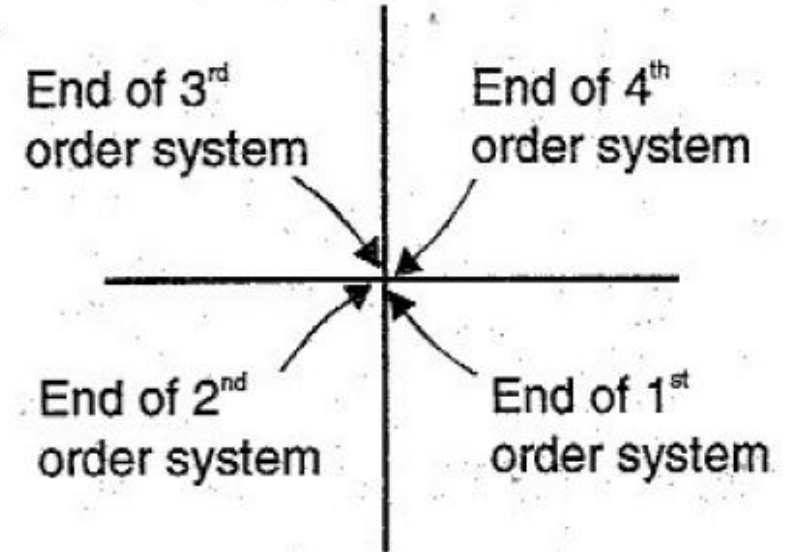 End of 3rd
order system
End of 4th
order system
End of 2nd
order system
End of 1st
order system